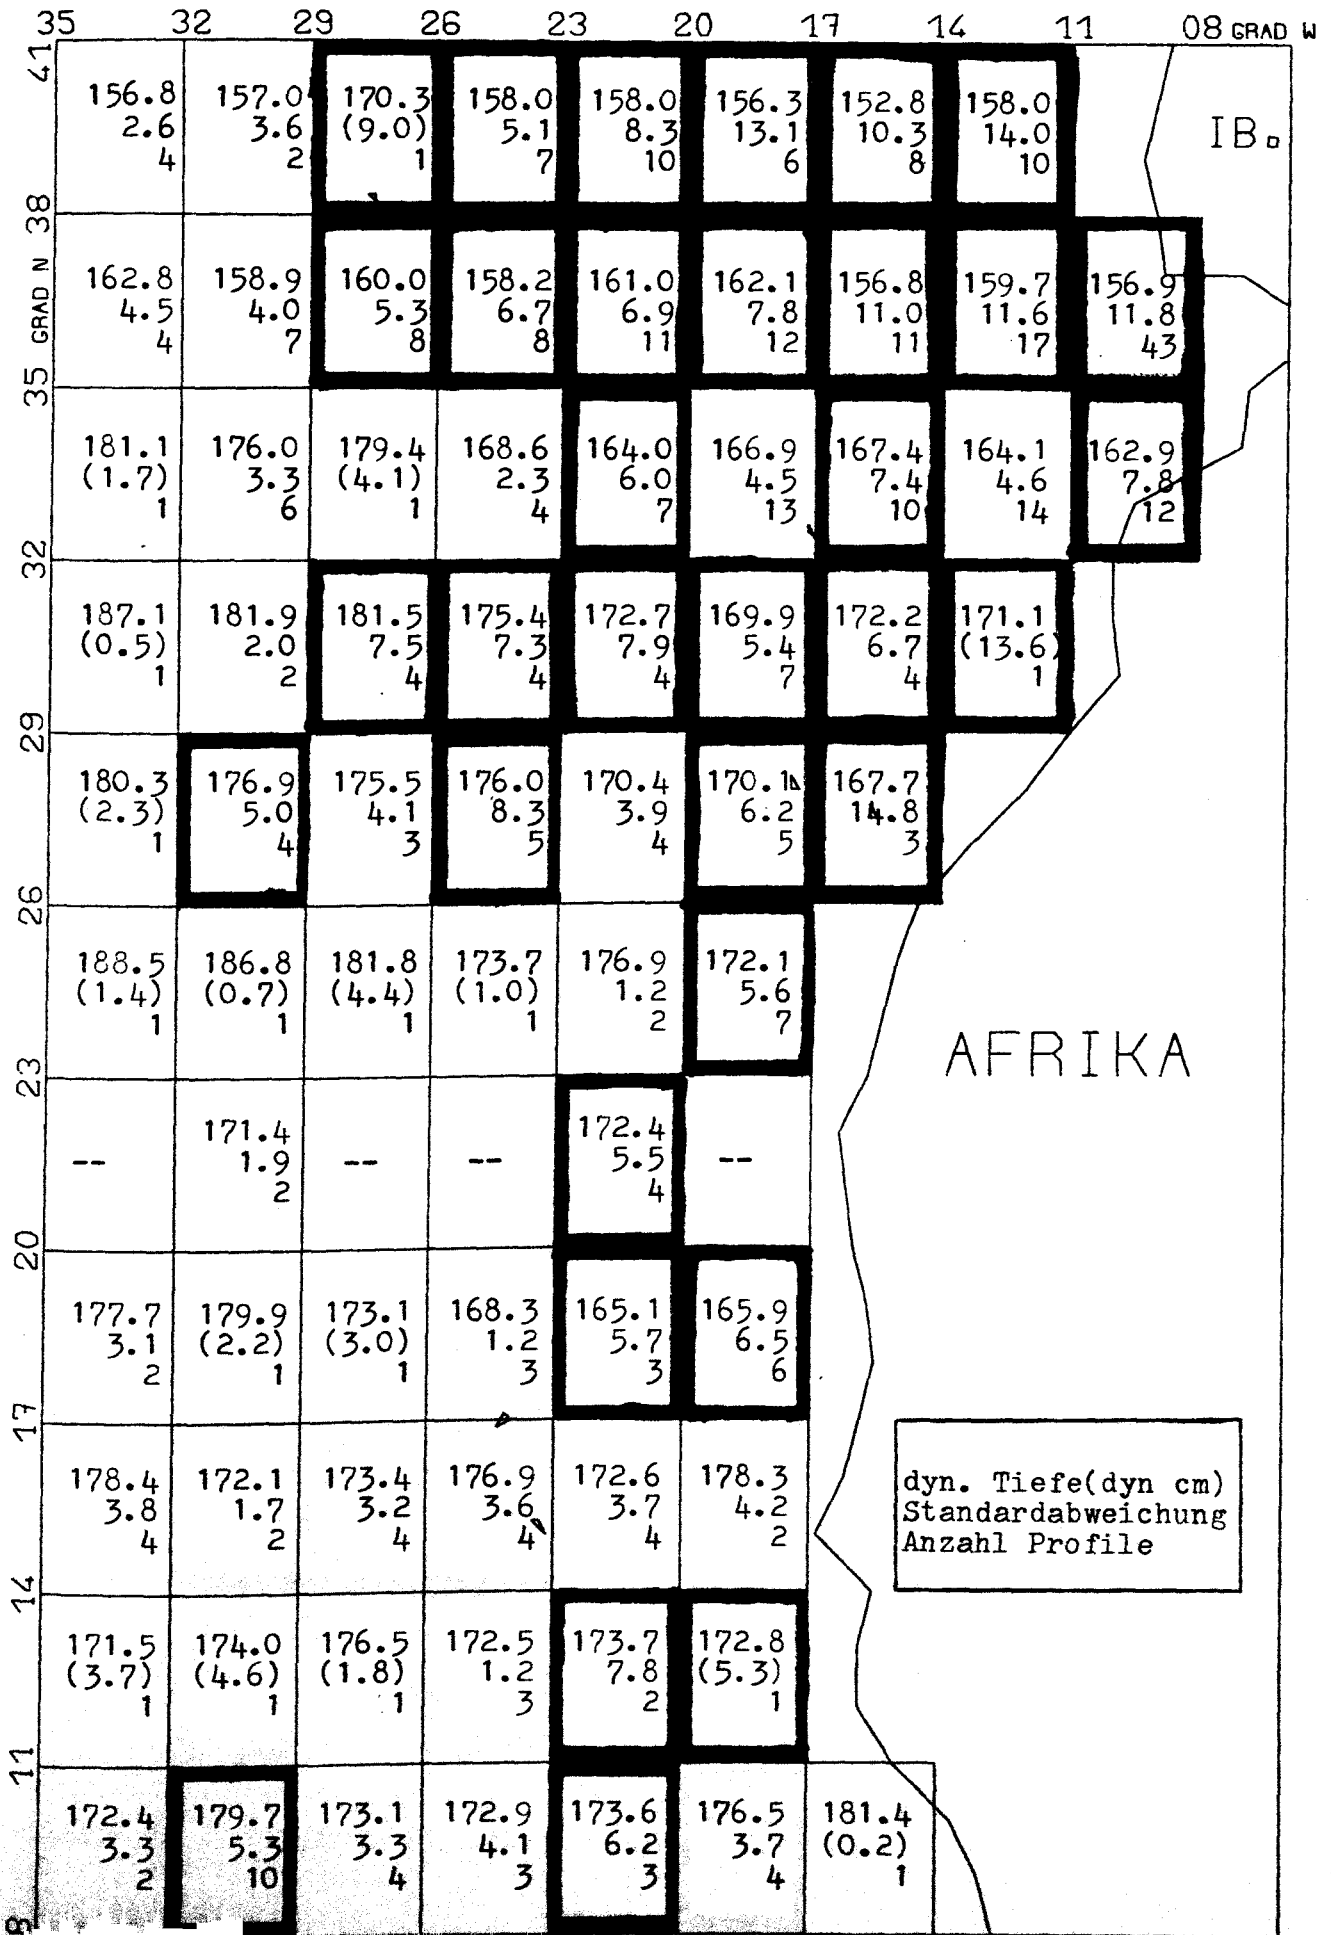 35 32 29 26 23 20 17 14 11 08 GRAD W
41
156.8 157.0 170.3 158.0 158.0 156.3 152.8 158.0
2.6 3.6 (9.0) 5.1 8.3 13.1 10.3 14.0
4 2 1 7 10 6 8 10
IB.
38
GRAD N
162.8 158.9 160.0 158.2 161.0 162.1 156.8 159.7 156.9
4.5 4.0 5.3 6.7 6.9 7.8 11.0 11.6 11.8
4 7 8 8 11 12 11 17 43
35
181.1 176.0 179.4 168.6 164.0 166.9 167.4 164.1 162.9
(1.7) 3.3 (4.1) 2.3 6.0 4.5 7.4 4.6 7.8
1 6 1 4 7 13 10 14 12
32
187.1 181.9 181.5 175.4 172.7 169.9 172.2 171.1
(0.5) 2.0 7.5 7.3 7.9 5.4 6.7 (13.6)
1 2 4 4 4 7 4 1
29
180.3 176.9 175.5 176.0 170.4 170.1 167.7
(2.3) 5.0 4.1 8.3 3.9 6.2 14.8
1 4 3 5 4 5 3
26
188.5 186.8 181.8 173.7 176.9 172.1
(1.4) (0.7) (4.4) (1.0) 1.2 5.6
1 1 1 1 2 7
AFRIKA
23
171.4 172.4
-- 1.9 -- -- 5.5 --
2 4
20
177.7 179.9 173.1 168.3 165.1 165.9
3.1 (2.2) (3.0) 1.2 5.7 6.5
2 1 1 3 3 6
17
178.4 172.1 173.4 176.9 172.6 178.3
3.8 1.7 3.2 3.6 3.7 4.2
4 2 4 4 4 2
dyn. Tiefe(dyn cm)
Standardabweichung
Anzahl Profile
14
171.5 174.0 176.5 172.5 173.7 172.8
(3.7) (4.6) (1.8) 1.2 7.8 (5.3)
1 1 1 3 2 1
11
172.4 179.7 173.1 172.9 173.6 176.5 181.4
3.3 5.3 3.3 4.1 6.2 3.7 (0.2)
2 10 4 3 3 4 1
8